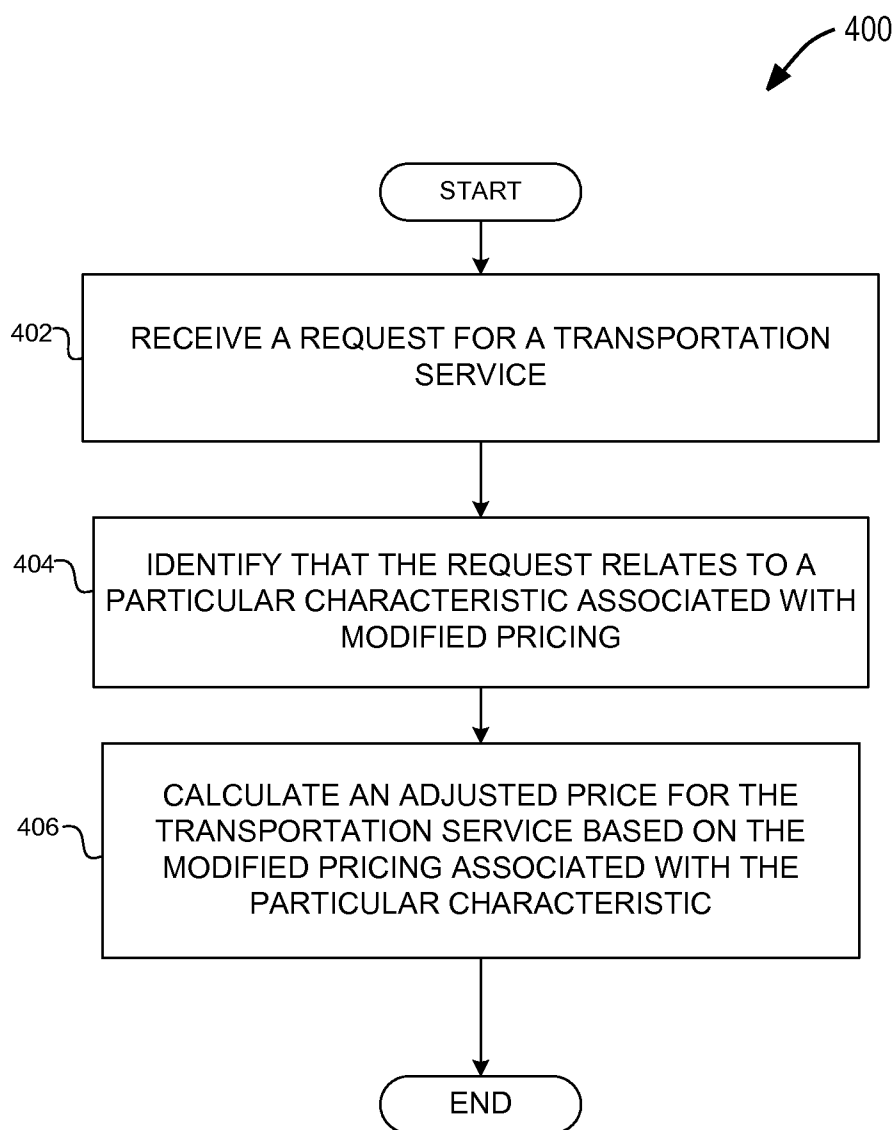 400
START
402
RECEIVE A REQUEST FOR A TRANSPORTATION
SERVICE
404
IDENTIFY THAT THE REQUEST RELATES TO A
PARTICULAR CHARACTERISTIC ASSOCIATED WITH
MODIFIED PRICING
406
CALCULATE AN ADJUSTED PRICE FOR THE
TRANSPORTATION SERVICE BASED ON THE
MODIFIED PRICING ASSOCIATED WITH THE
PARTICULAR CHARACTERISTIC
END